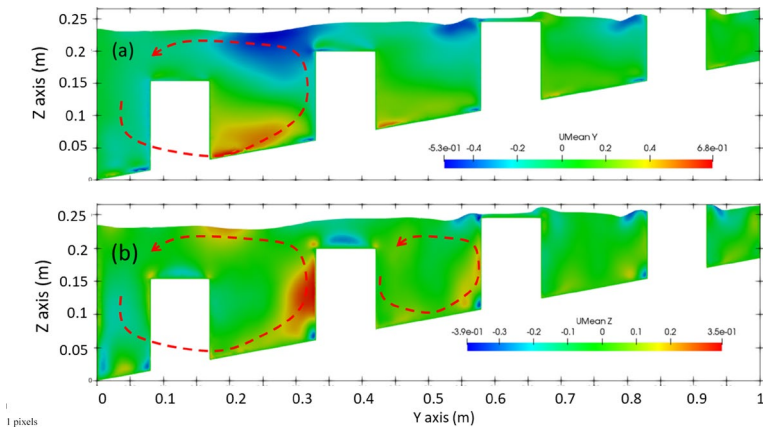 0.25
(a)
0.2
0.15
0.1
0.05
0
Z axis (m)
UMean Y
-5.3e-01 -0.4 -0.2 0 0.2 0.4 6.8e-01
0.25
(b)
0.2
0.15
0.1
0.05
0
Z axis (m)
UMean Z
-3.9e-01 -0.3 -0.2 -0.1 0 0.1 0.2 3.5e-01
0 0.1 0.2 0.3 0.4 0.5 0.6 0.7 0.8 0.9 1
Y axis (m)
1 pixels